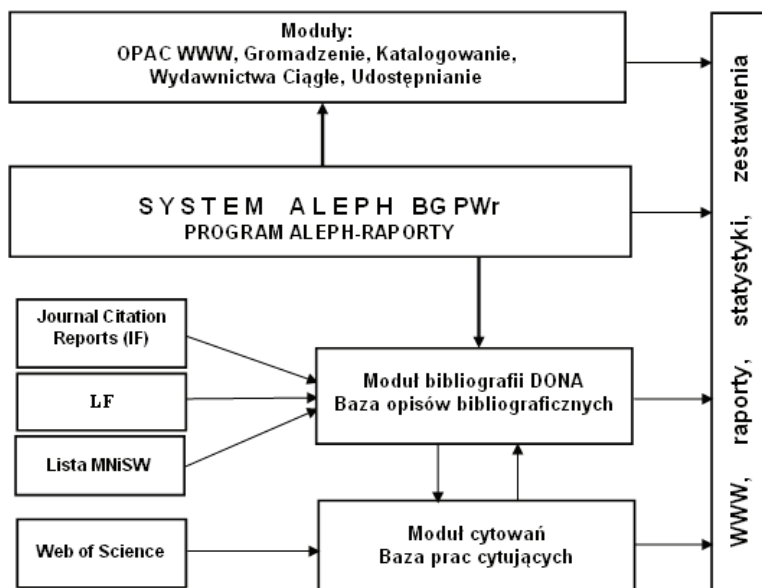 Moduły:
OPAC WWW, Gromadzenie, Katalogowanie,
Wydawnictwa Ciągłe, Udostępnianie
SYSTEM ALEPH BG PWr
PROGRAM ALEPH-RAPORTY
Journal Citation
Reports (IF)
LF
Lista MNiSW
Web of Science
Moduł bibliografii DONA
Baza opisów bibliograficznych
Moduł cytowań
Baza prac cytujących
WWW, raporty, statystyki, zestawienia